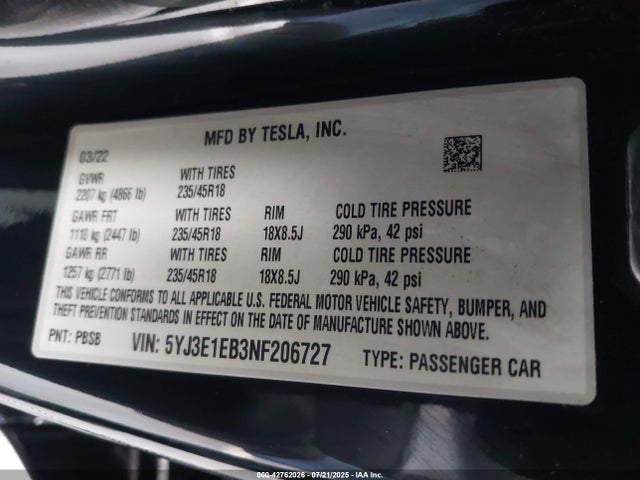 MFD BY TESLA, INC.
03/22
GVWR WITH TIRES
2207 kg (4866 lb) 235/45R18
GAWR FRT WITH TIRES RIM COLD TIRE PRESSURE
1110 kg (2447 lb) 235/45R18 18X8.5J 290 kPa, 42 psi
GAWR RR WITH TIRES RIM COLD TIRE PRESSURE
1257 kg (2771 lb) 235/45R18 18X8.5J 290 kPa, 42 psi
THIS VEHICLE CONFORMS TO ALL APPLICABLE U.S. FEDERAL MOTOR VEHICLE SAFETY, BUMPER, AND
THEFT PREVENTION STANDARDS IN EFFECT ON THE DATE OF MANUFACTURE SHOWN ABOVE.
PNT: PBSB VIN: 5YJ3E1EB3NF206727 TYPE: PASSENGER CAR
000-42762026 - 07/21/2025 - IAA Inc.